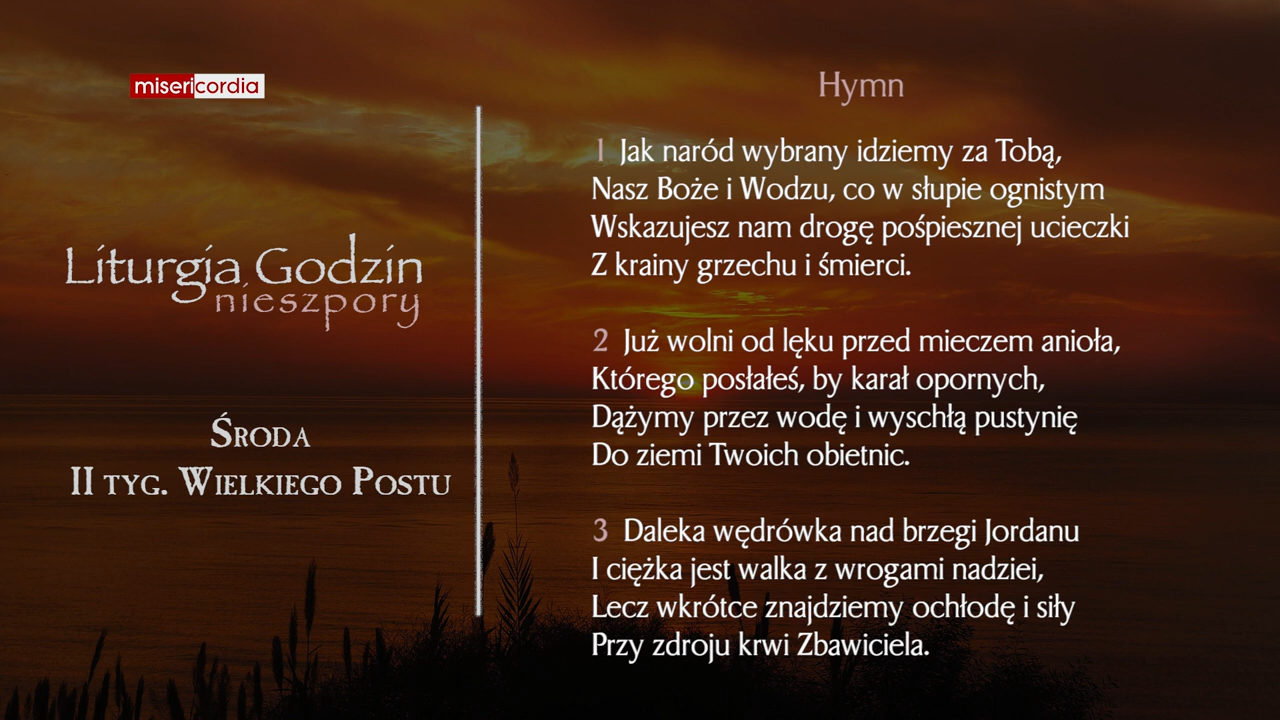 misericordia
Liturgia Godzin
nieszpory
Środa
II tyg. Wielkiego Postu
Hymn
1 Jak naród wybrany idziemy za Tobą,
Nasz Boże i Wodzu, co w słupie ognistym
Wskazujesz nam drogę pośpiesznej ucieczki
Z krainy grzechu i śmierci.
2 Już wolni od lęku przed mieczem anioła,
Którego posłałeś, by karał opornych,
Dążymy przez wodę i wyschłą pustynię
Do ziemi Twoich obietnic.
3 Daleka wędrówka nad brzegi Jordanu
I ciężka jest walka z wrogami nadziei,
Lecz wkrótce znajdziemy ochłodę i siły
Przy zdroju krwi Zbawiciela.